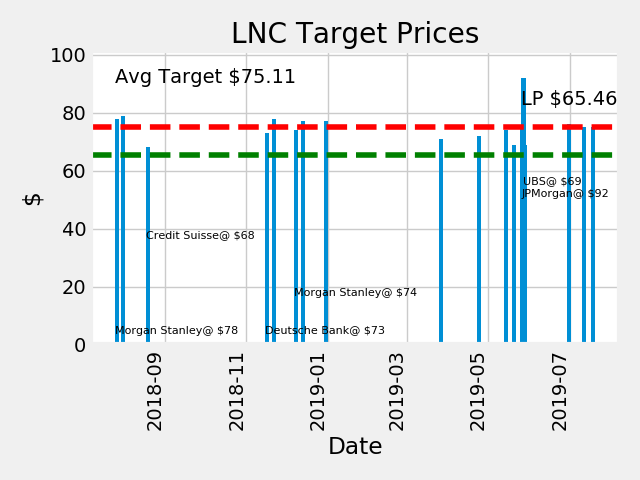 LNC Target Prices
100
80
60
40
20
0
$
Avg Target $75.11
LP $65.46
UBS@ $69
JPMorgan@ $92
Credit Suisse@ $68
Morgan Stanley@ $74
Morgan Stanley@ $78
Deutsche Bank@ $73
2018-09
2018-11
2019-01
2019-03
2019-05
2019-07
Date